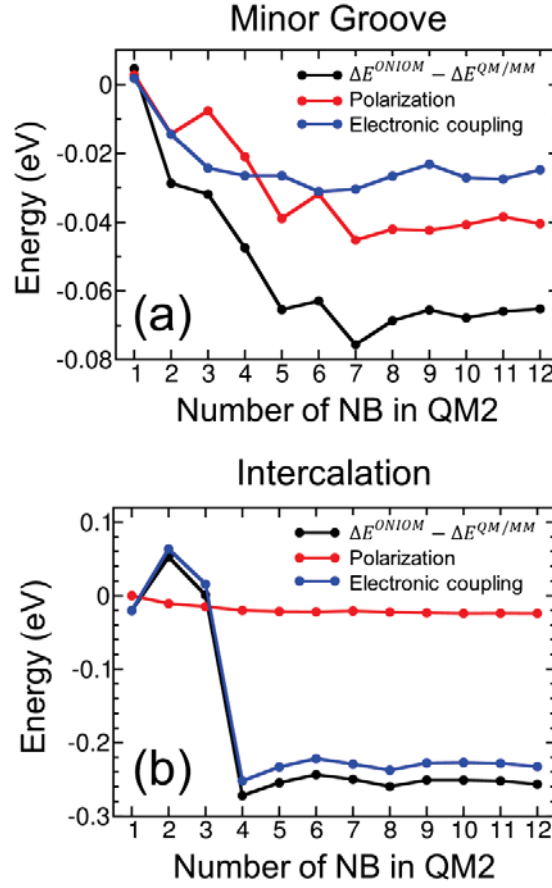 Minor Groove
0
-0.02
-0.04
-0.06
-0.08
Energy (eV)
ΔE^{ONIOM} − ΔE^{QM/MM}
Polarization
Electronic coupling
(a)
1 2 3 4 5 6 7 8 9 10 11 12
Number of NB in QM2
Intercalation
0.1
0
-0.1
-0.2
-0.3
Energy (eV)
ΔE^{ONIOM} − ΔE^{QM/MM}
Polarization
Electronic coupling
(b)
1 2 3 4 5 6 7 8 9 10 11 12
Number of NB in QM2